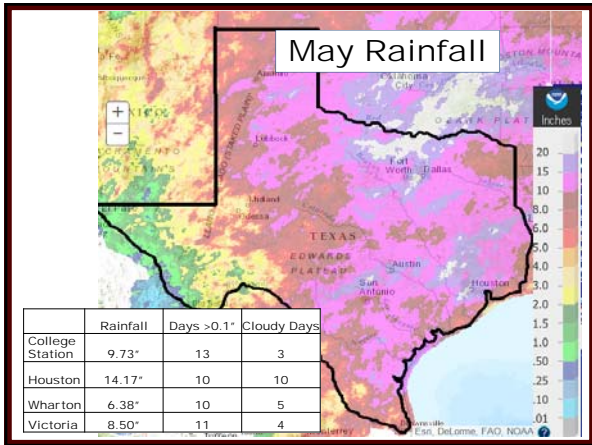 May Rainfall
+
−
Amarillo
Oklahoma
City
Lubbock
Fort
Worth Dallas
Midland
Odessa
TEXAS
EDWARDS
PLATEAU
Austin
San
Antonio
Houston
Inches
20
15
10
8.0
6.0
5.0
4.0
3.0
2.0
1.5
1.0
.50
.25
.10
.01
Rainfall Days >0.1" Cloudy Days
College
Station 9.73" 13 3
Houston 14.17" 10 10
Wharton 6.38" 10 5
Victoria 8.50" 11 4
Esri, DeLorme, FAO, NOAA